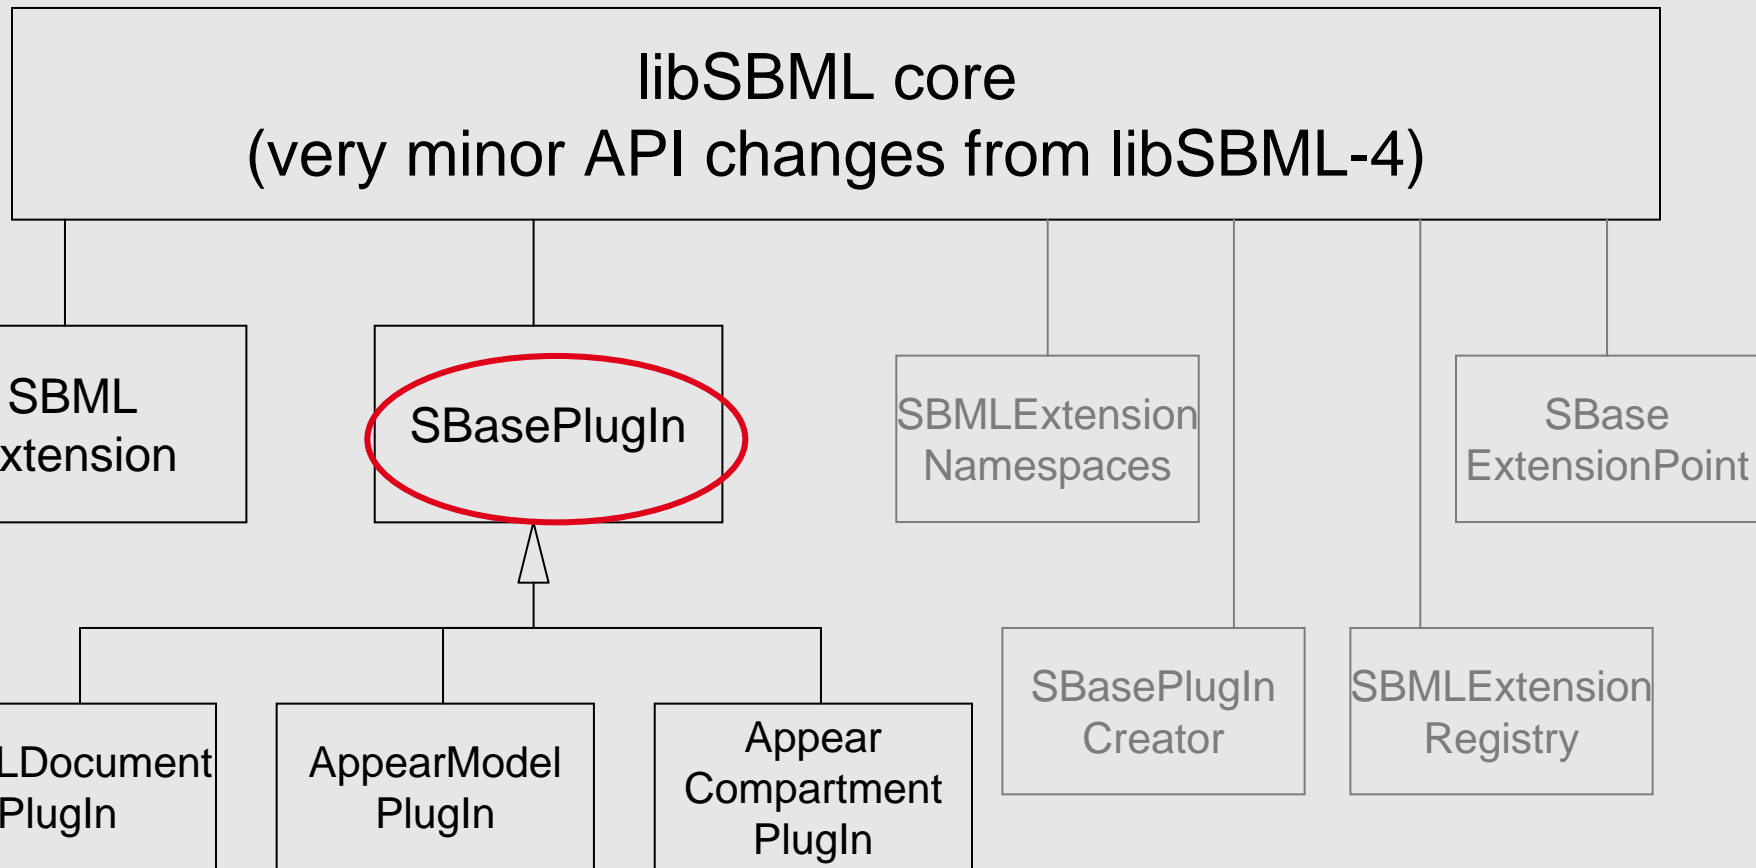 libSBML core
(very minor API changes from libSBML-4)
SBML
xtension
SBasePlugIn
SBMLExtension
Namespaces
SBase
ExtensionPoint
SBasePlugIn
Creator
SBMLExtension
Registry
LDocument
PlugIn
AppearModel
PlugIn
Appear
Compartment
PlugIn